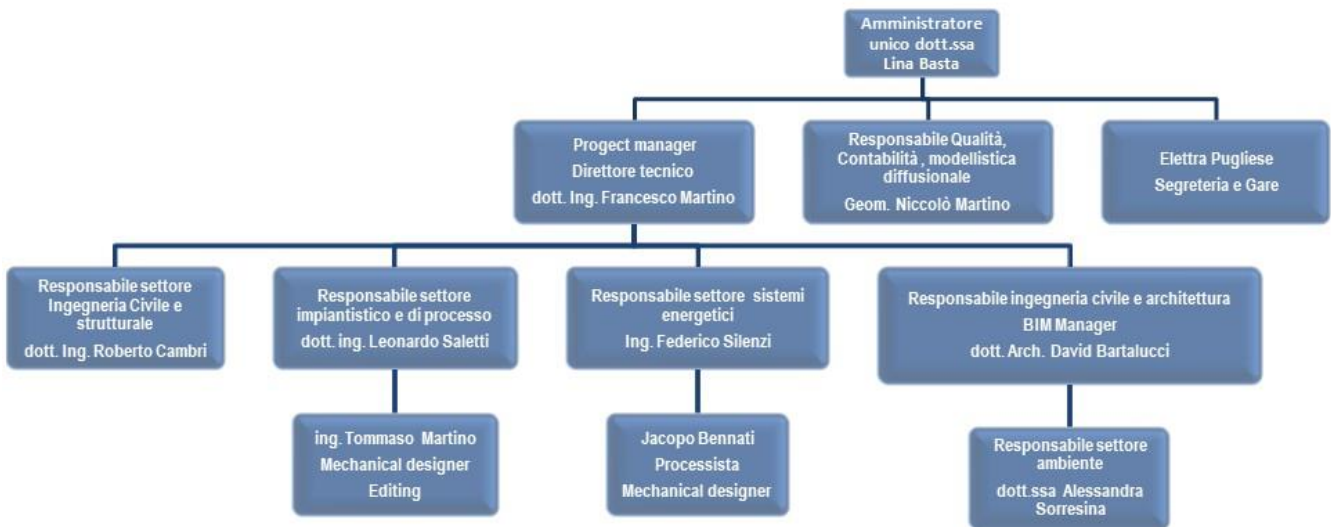 Amministratore
unico dott.ssa
Lina Basta
Progect manager
Direttore tecnico
dott. Ing. Francesco Martino
Responsabile Qualità,
Contabilità , modellistica
diffusionale
Geom. Niccolò Martino
Elettra Pugliese
Segreteria e Gare
Responsabile settore
Ingegneria Civile e
strutturale
dott. Ing. Roberto Cambri
Responsabile settore
impiantistico e di processo
dott. ing. Leonardo Saletti
Responsabile settore sistemi
energetici
Ing. Federico Silenzi
Responsabile ingegneria civile e architettura
BIM Manager
dott. Arch. David Bartalucci
ing. Tommaso Martino
Mechanical designer
Editing
Jacopo Bennati
Processista
Mechanical designer
Responsabile settore
ambiente
dott.ssa Alessandra
Sorresina